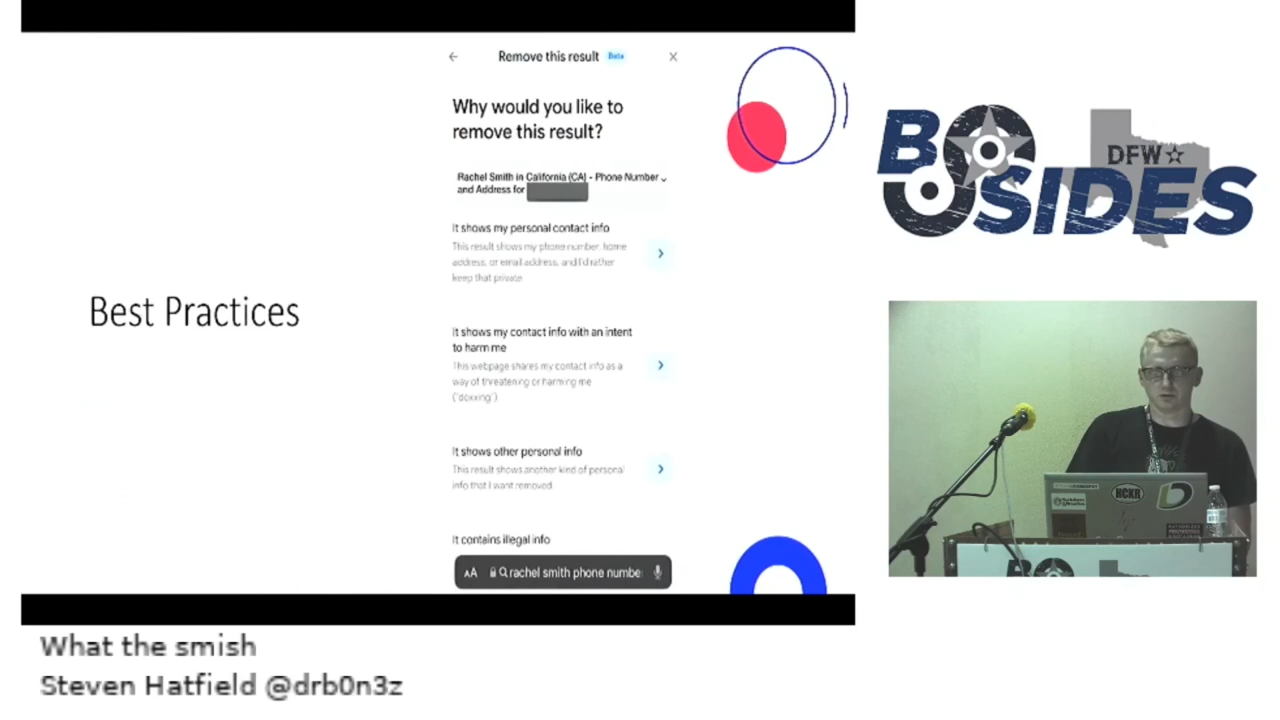 Best Practices
Remove this result Beta
Why would you like to
remove this result?
Rachel Smith in California (CA) - Phone Number
and Address for
It shows my personal contact info
This result shows my phone number, home
address, or email address, and I'd rather
keep that private
It shows my contact info with an intent
to harm me
This webpage shares my contact info as a
way of threatening or harming me
('doxxing')
It shows other personal info
This result shows another kind of personal
info that I want removed.
It contains illegal info
AA rachel smith phone numbe
BSIDES
DFW
HCKR
What the smish
Steven Hatfield @drb0n3z